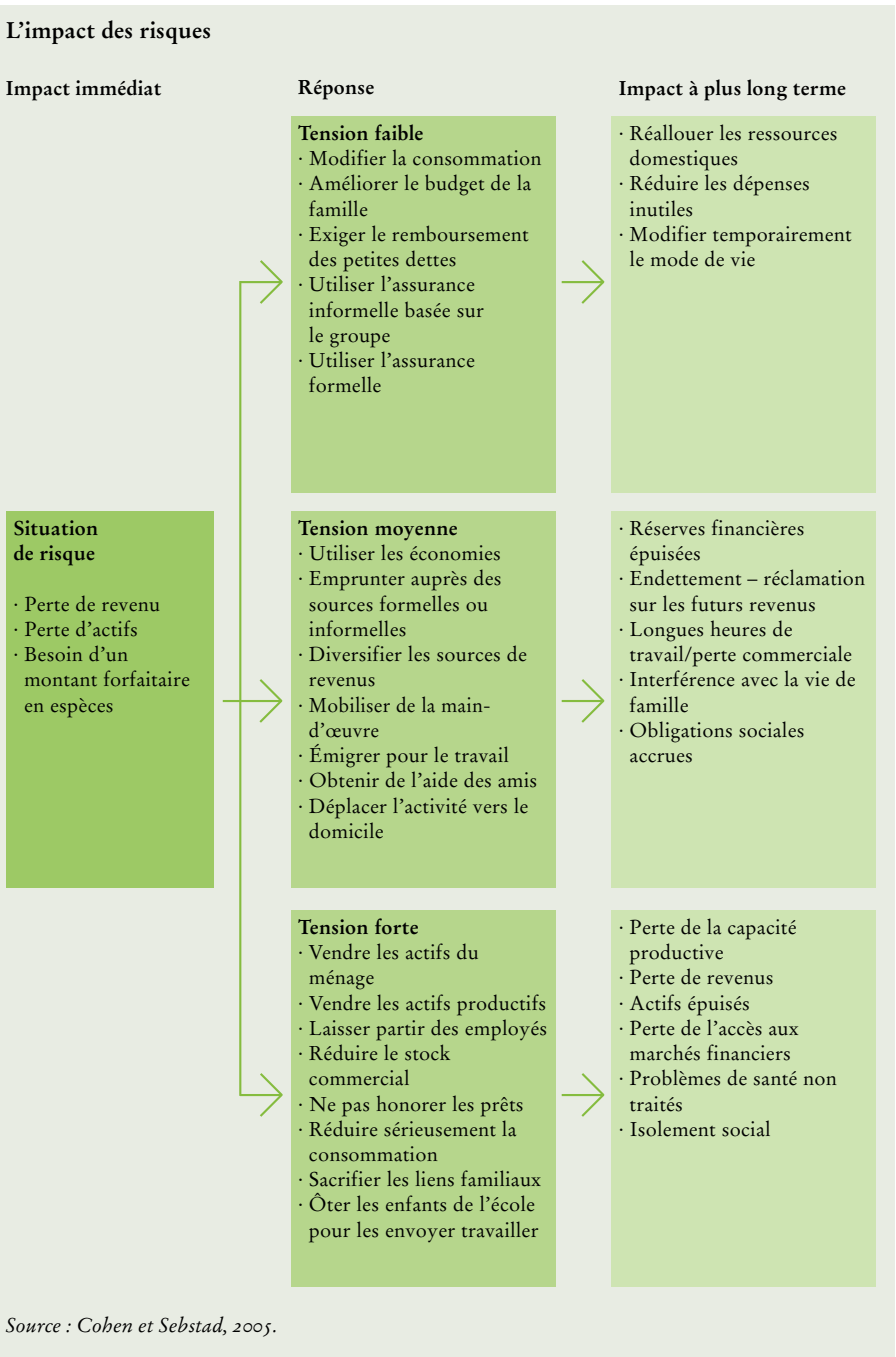 L’impact des risques
Impact immédiat
Réponse
Impact à plus long terme
Situation
de risque
· Perte de revenu
· Perte d’actifs
· Besoin d’un
montant forfaitaire
en espèces
Tension faible
· Modifier la consommation
· Améliorer le budget de la
famille
· Exiger le remboursement
des petites dettes
· Utiliser l’assurance
informelle basée sur
le groupe
· Utiliser l’assurance
formelle
· Réallouer les ressources
domestiques
· Réduire les dépenses
inutiles
· Modifier temporairement
le mode de vie
Tension moyenne
· Utiliser les économies
· Emprunter auprès des
sources formelles ou
informelles
· Diversifier les sources de
revenus
· Mobiliser de la main-
d’œuvre
· Émigrer pour le travail
· Obtenir de l’aide des amis
· Déplacer l’activité vers le
domicile
· Réserves financières
épuisées
· Endettement – réclamation
sur les futurs revenus
· Longues heures de
travail/perte commerciale
· Interférence avec la vie de
famille
· Obligations sociales
accrues
Tension forte
· Vendre les actifs du
ménage
· Vendre les actifs productifs
· Laisser partir des employés
· Réduire le stock
commercial
· Ne pas honorer les prêts
· Réduire sérieusement la
consommation
· Sacrifier les liens familiaux
· Ôter les enfants de l’école
pour les envoyer travailler
· Perte de la capacité
productive
· Perte de revenus
· Actifs épuisés
· Perte de l’accès aux
marchés financiers
· Problèmes de santé non
traités
· Isolement social
Source : Cohen et Sebstad, 2005.